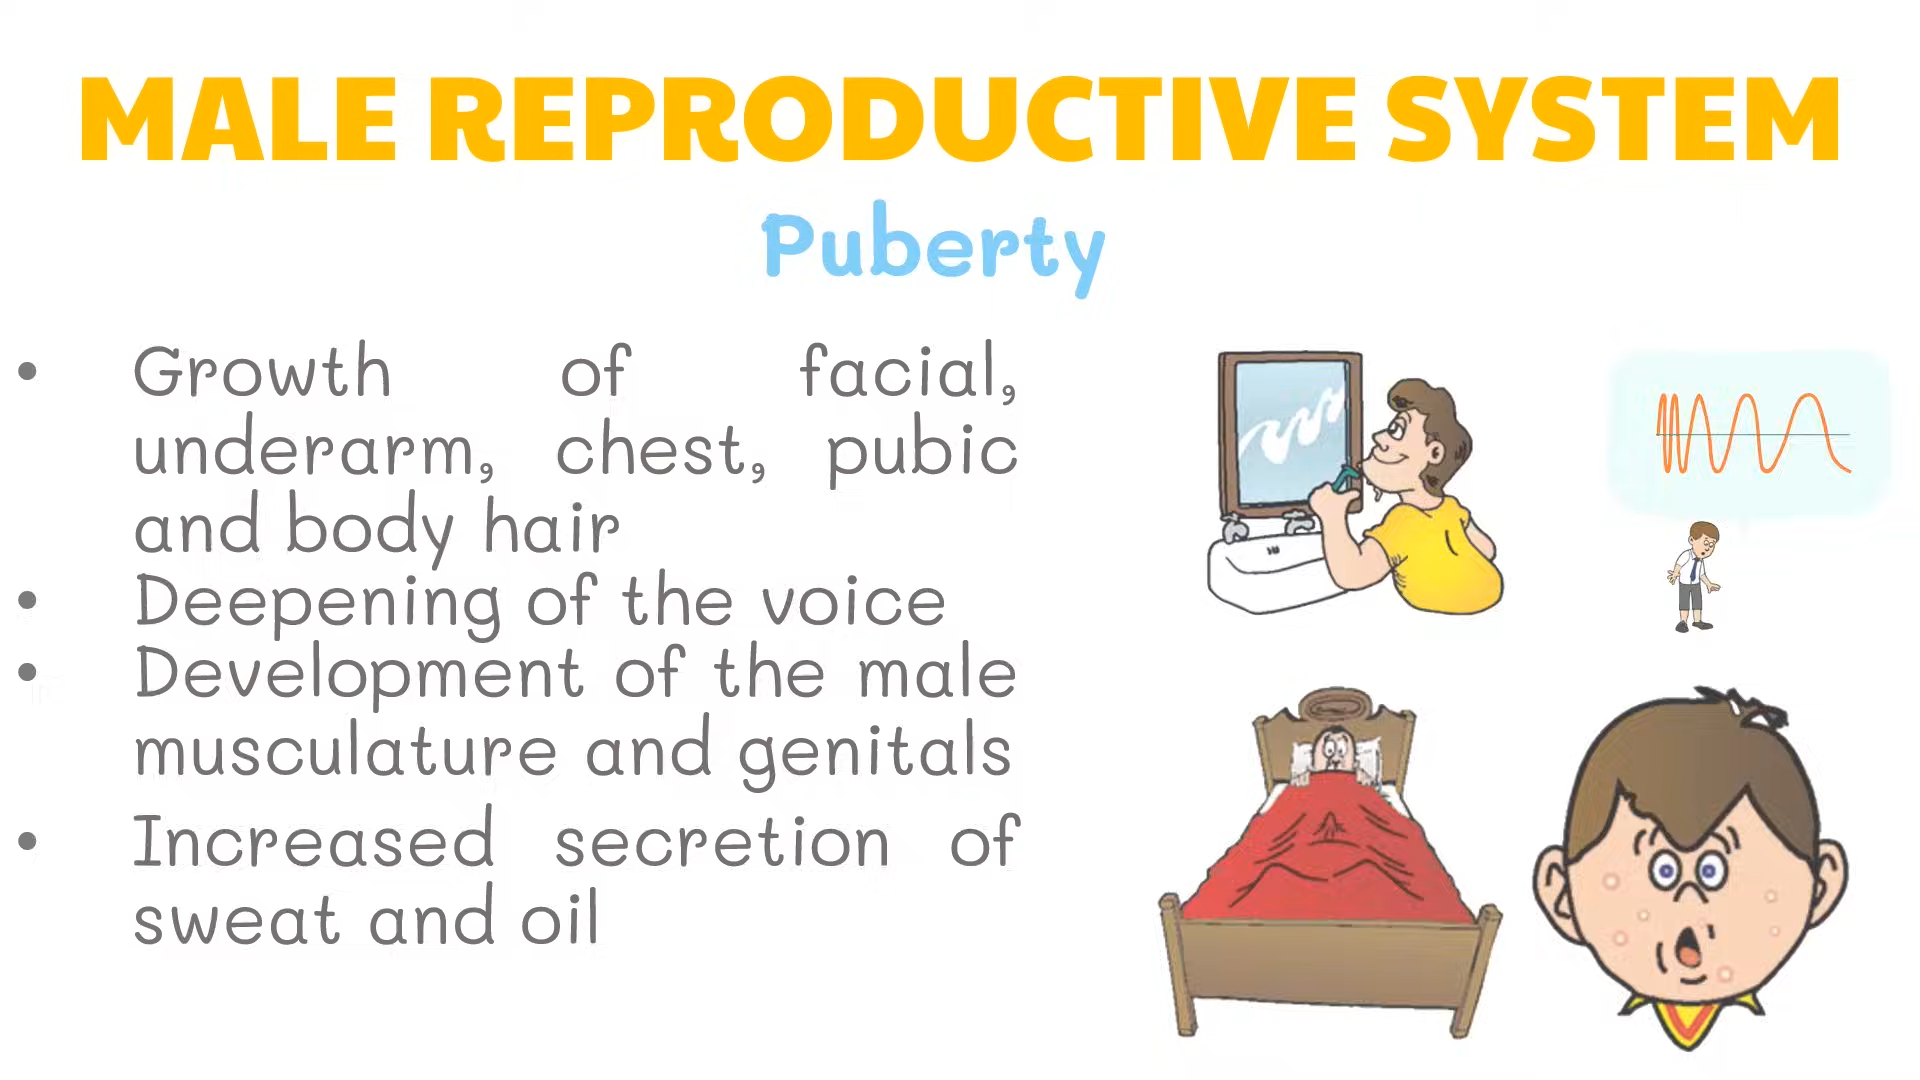 MALE REPRODUCTIVE SYSTEM
Puberty
• Growth of facial,
underarm, chest, pubic
and body hair
• Deepening of the voice
• Development of the male
musculature and genitals
• Increased secretion of
sweat and oil